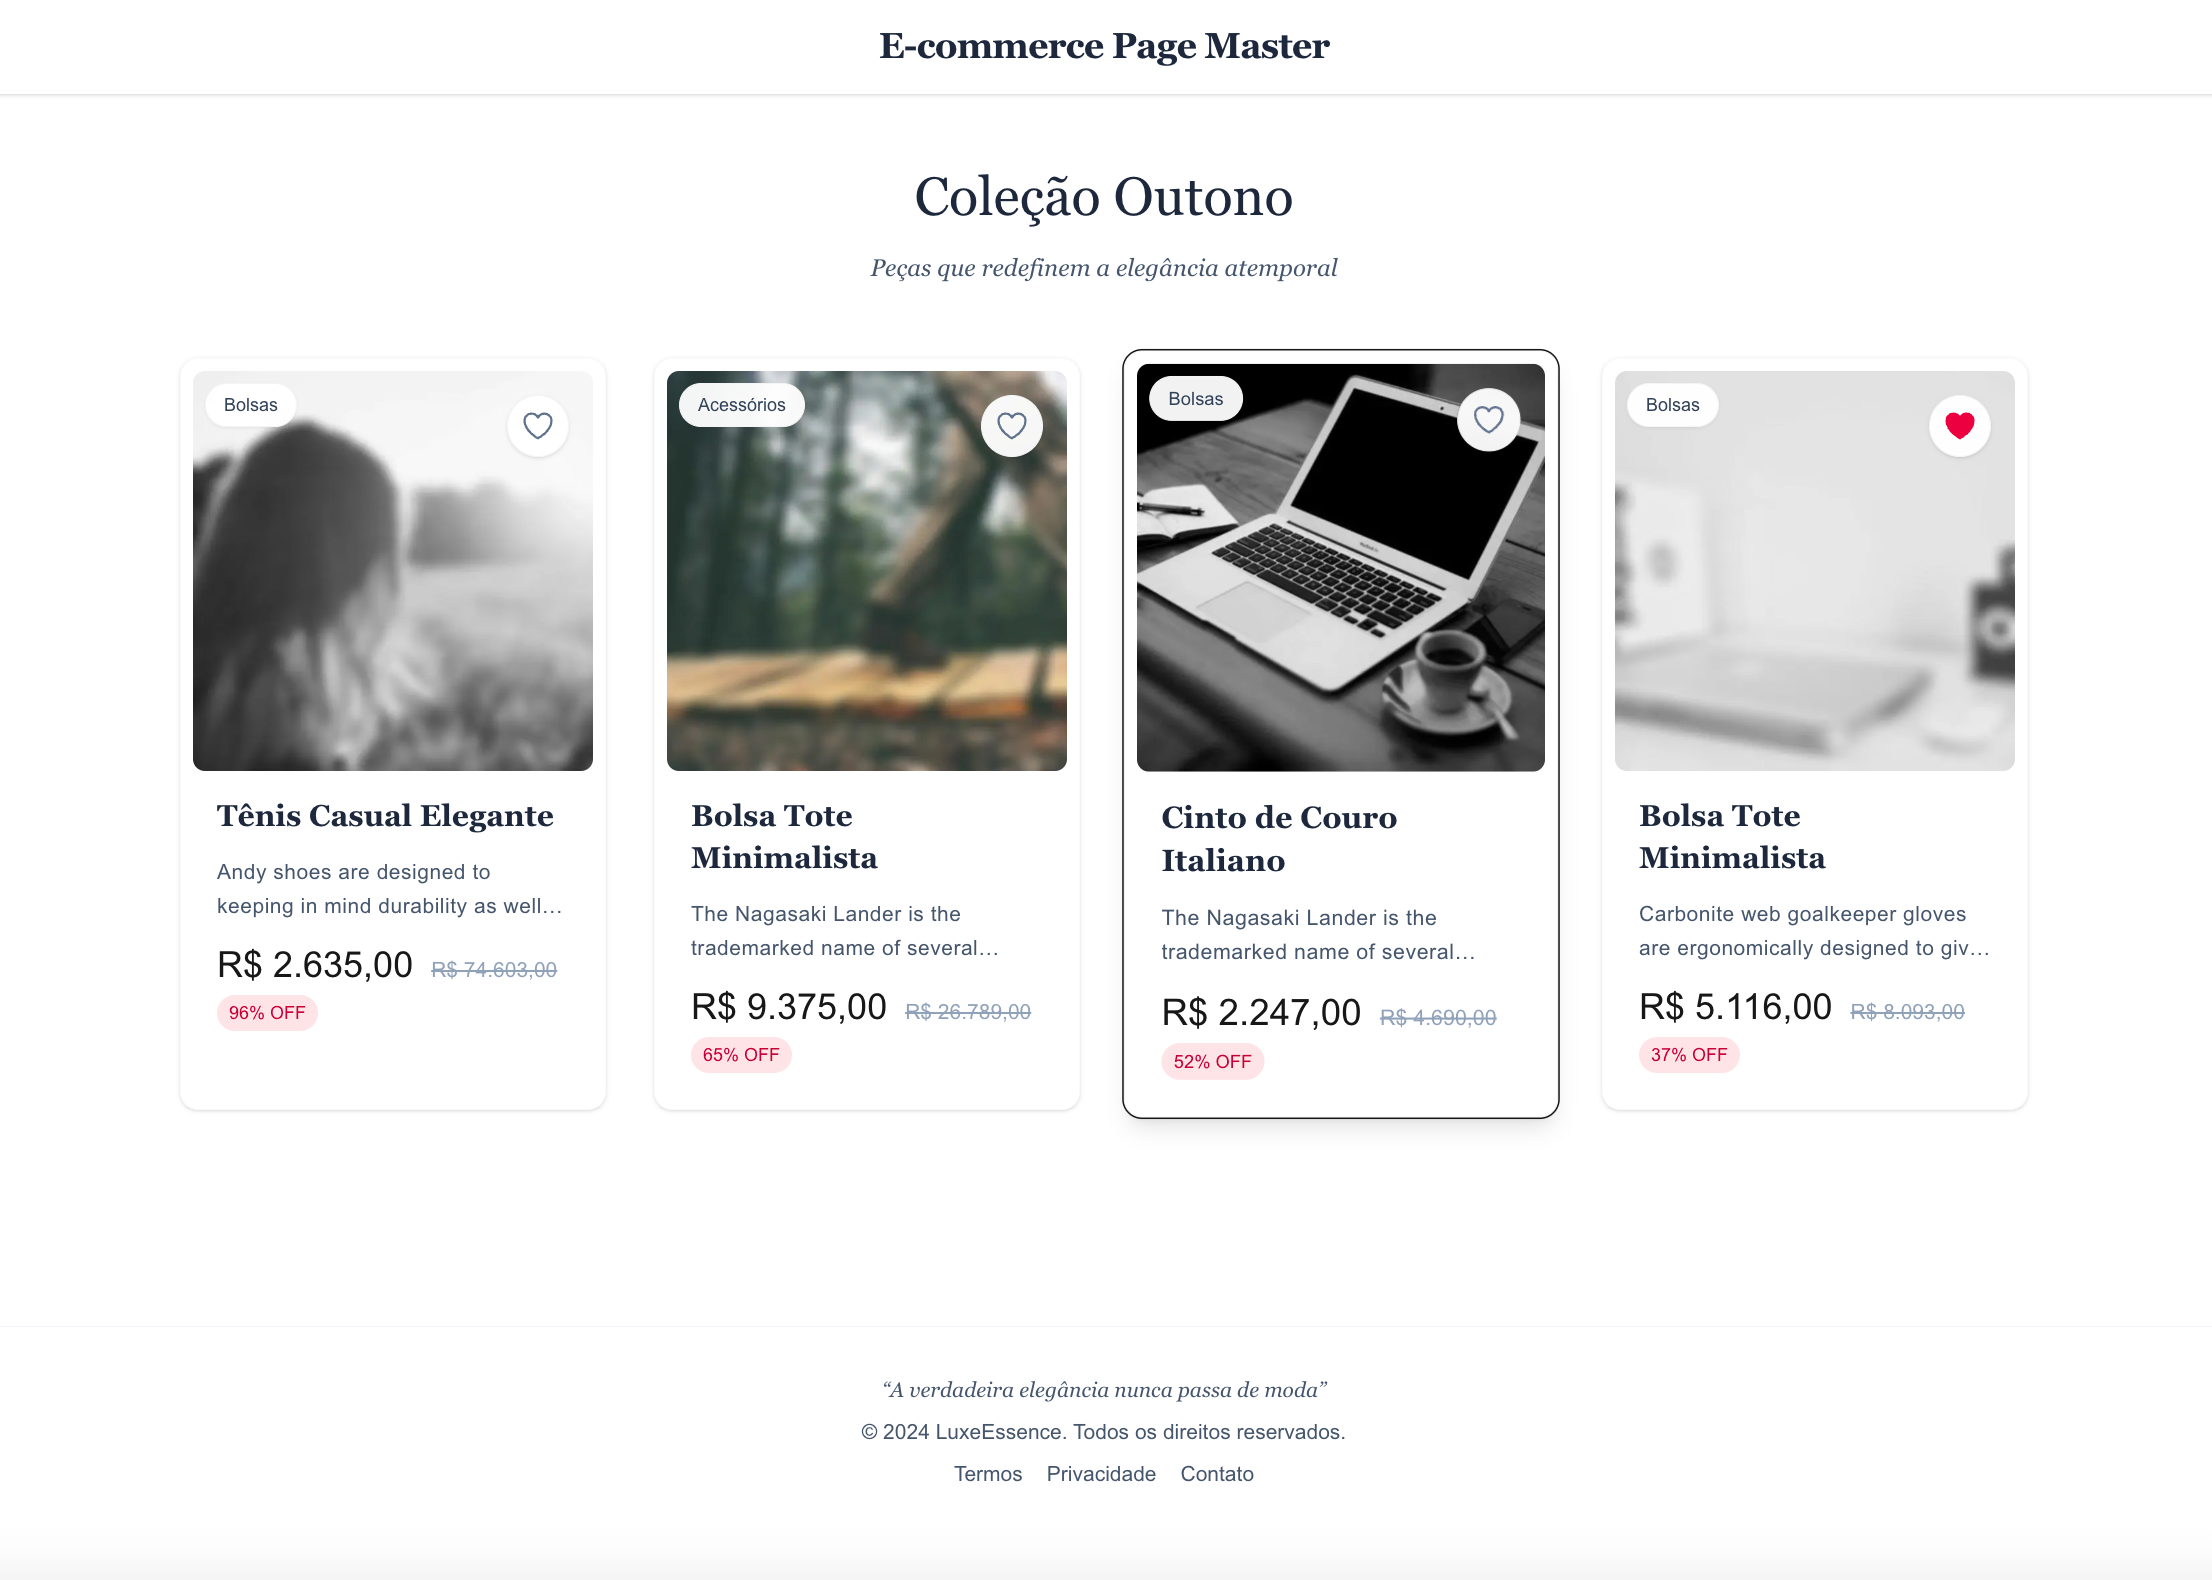 E-commerce Page Master
Coleção Outono
Peças que redefinem a elegância atemporal
Bolsas
Tênis Casual Elegante
Andy shoes are designed to
keeping in mind durability as well…
R$ 2.635,00 R$ 74.603,00
96% OFF
Acessórios
Bolsa Tote
Minimalista
The Nagasaki Lander is the
trademarked name of several…
R$ 9.375,00 R$ 26.789,00
65% OFF
Bolsas
Cinto de Couro
Italiano
The Nagasaki Lander is the
trademarked name of several…
R$ 2.247,00 R$ 4.690,00
52% OFF
Bolsas
Bolsa Tote
Minimalista
Carbonite web goalkeeper gloves
are ergonomically designed to giv…
R$ 5.116,00 R$ 8.093,00
37% OFF
“A verdadeira elegância nunca passa de moda”
© 2024 LuxeEssence. Todos os direitos reservados.
Termos Privacidade Contato